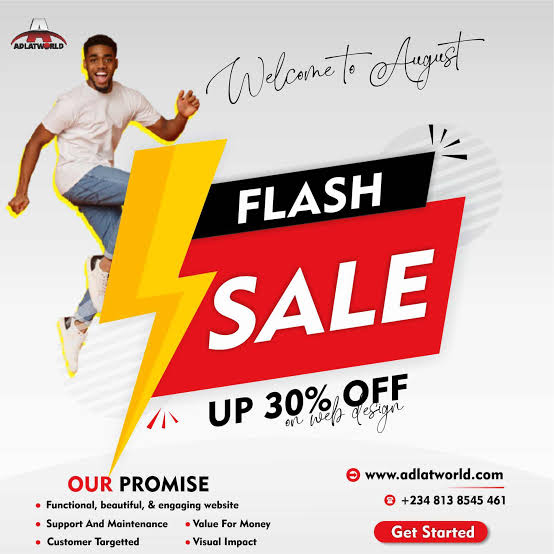 ADLATWORLD
Welcome to August
FLASH
SALE
UP 30% OFF
on web design
OUR PROMISE
Functional, beautiful, & engaging website
Support And Maintenance
Value For Money
Customer Targetted
Visual Impact
www.adlatworld.com
+234 813 8545 461
Get Started